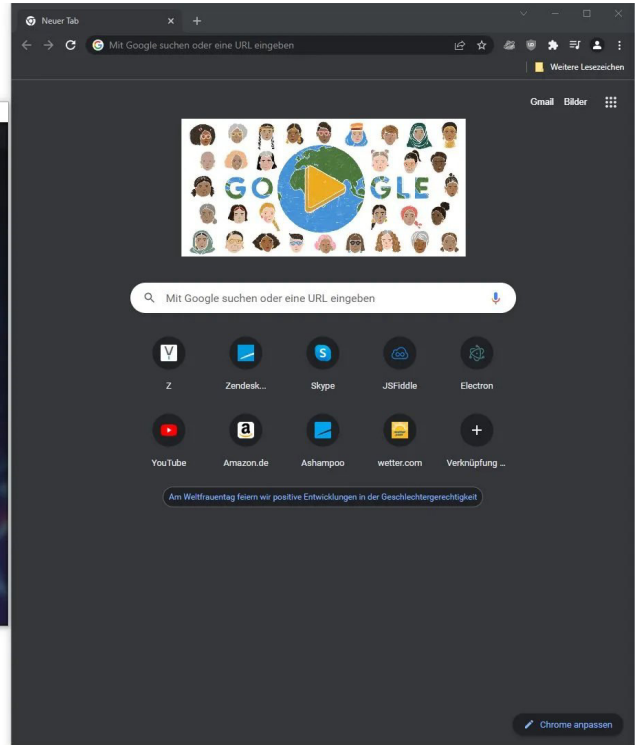 Neuer Tab
Mit Google suchen oder eine URL eingeben
Weitere Lesezeichen
Gmail Bilder
GO GLE
Mit Google suchen oder eine URL eingeben
Z Zendesk... Skype JSFiddle Electron
YouTube Amazon.de Ashampoo wetter.com Verknüpfung ...
Am Weltfrauentag feiern wir positive Entwicklungen in der Geschlechtergerechtigkeit
Chrome anpassen